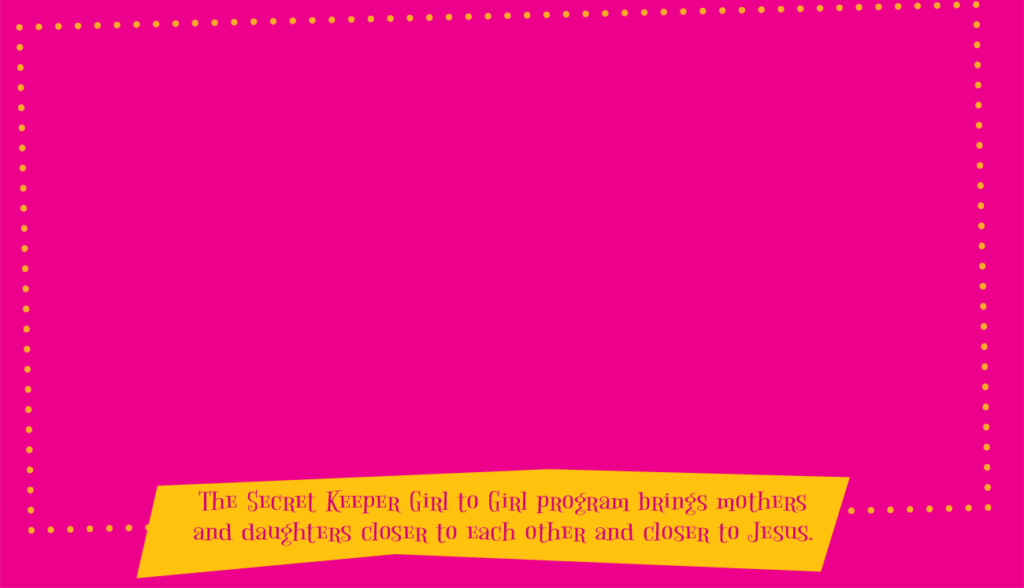 The Secret Keeper Girl to Girl program brings mothers
and daughters closer to each other and closer to Jesus.